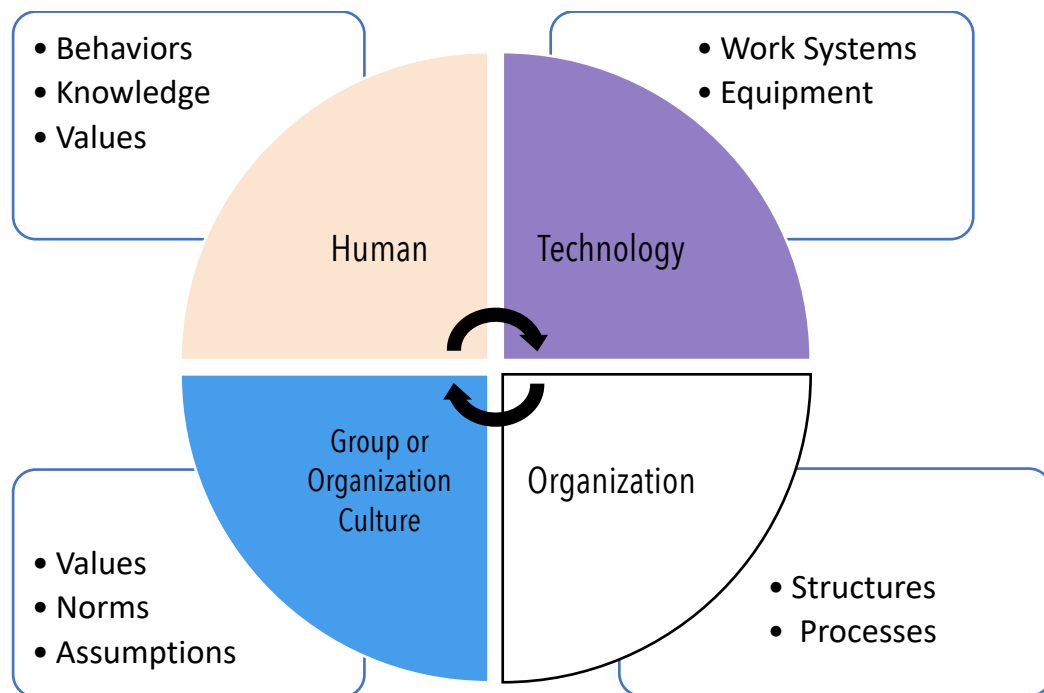 • Behaviors
• Knowledge
• Values
• Work Systems
• Equipment
Human
Technology
Group or
Organization
Culture
Organization
• Values
• Norms
• Assumptions
• Structures
• Processes